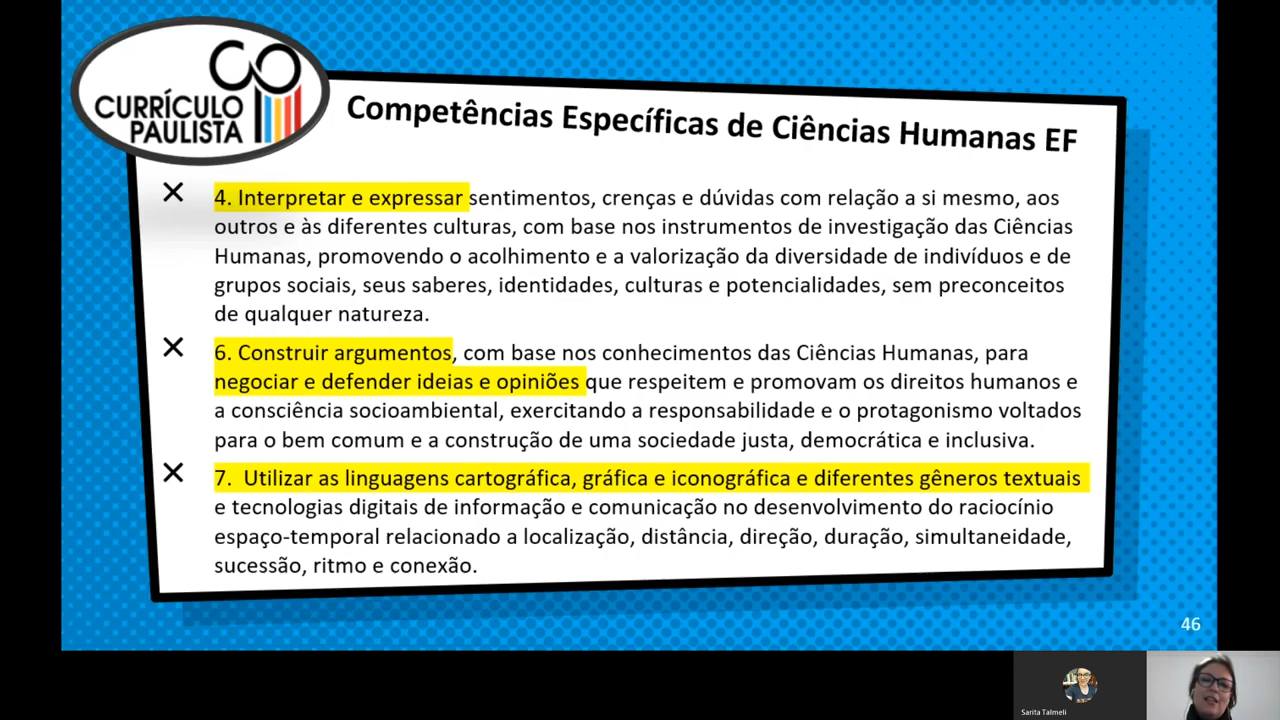 CURRÍCULO
PAULISTA
Competências Específicas de Ciências Humanas EF
4. Interpretar e expressar sentimentos, crenças e dúvidas com relação a si mesmo, aos
outros e às diferentes culturas, com base nos instrumentos de investigação das Ciências
Humanas, promovendo o acolhimento e a valorização da diversidade de indivíduos e de
grupos sociais, seus saberes, identidades, culturas e potencialidades, sem preconceitos
de qualquer natureza.
6. Construir argumentos, com base nos conhecimentos das Ciências Humanas, para
negociar e defender ideias e opiniões que respeitem e promovam os direitos humanos e
a consciência socioambiental, exercitando a responsabilidade e o protagonismo voltados
para o bem comum e a construção de uma sociedade justa, democrática e inclusiva.
7. Utilizar as linguagens cartográfica, gráfica e iconográfica e diferentes gêneros textuais
e tecnologias digitais de informação e comunicação no desenvolvimento do raciocínio
espaço-temporal relacionado a localização, distância, direção, duração, simultaneidade,
sucessão, ritmo e conexão.
46
Sarita Talmeli